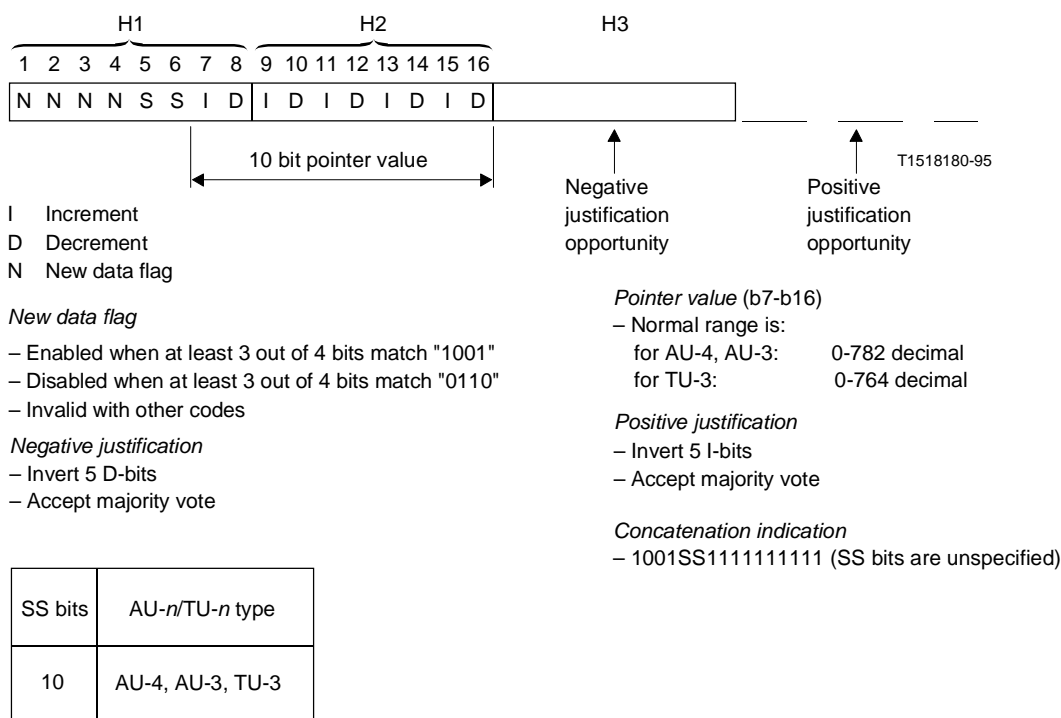 H1 H2 H3
1 2 3 4 5 6 7 8 9 10 11 12 13 14 15 16
N N N N S S I D I D I D I D I D
10 bit pointer value
T1518180-95
Negative
justification
opportunity
Positive
justification
opportunity
I Increment
D Decrement
N New data flag
New data flag
– Enabled when at least 3 out of 4 bits match "1001"
– Disabled when at least 3 out of 4 bits match "0110"
– Invalid with other codes
Negative justification
– Invert 5 D-bits
– Accept majority vote
Pointer value (b7-b16)
– Normal range is:
for AU-4, AU-3: 0-782 decimal
for TU-3: 0-764 decimal
Positive justification
– Invert 5 I-bits
– Accept majority vote
Concatenation indication
– 1001SS1111111111 (SS bits are unspecified)
SS bits AU-n/TU-n type
10 AU-4, AU-3, TU-3